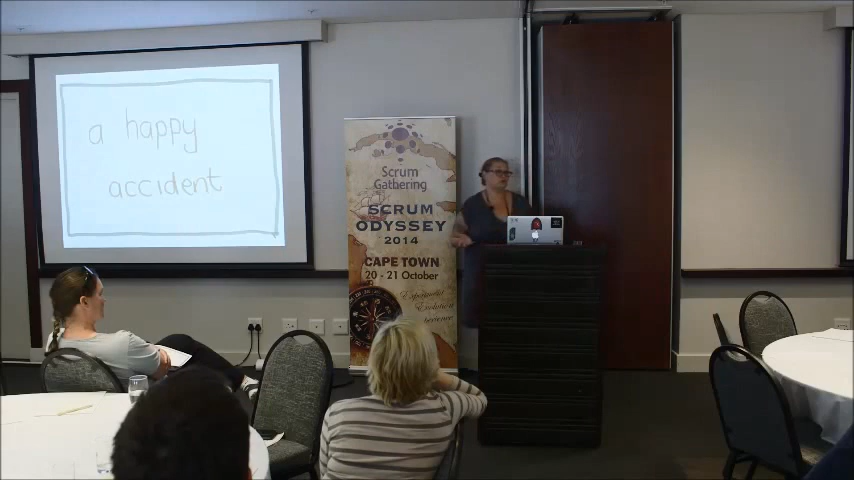 a happy
accident
Scrum
Gathering
SCRUM
ODYSSEY
2014
CAPE TOWN
20 - 21 October